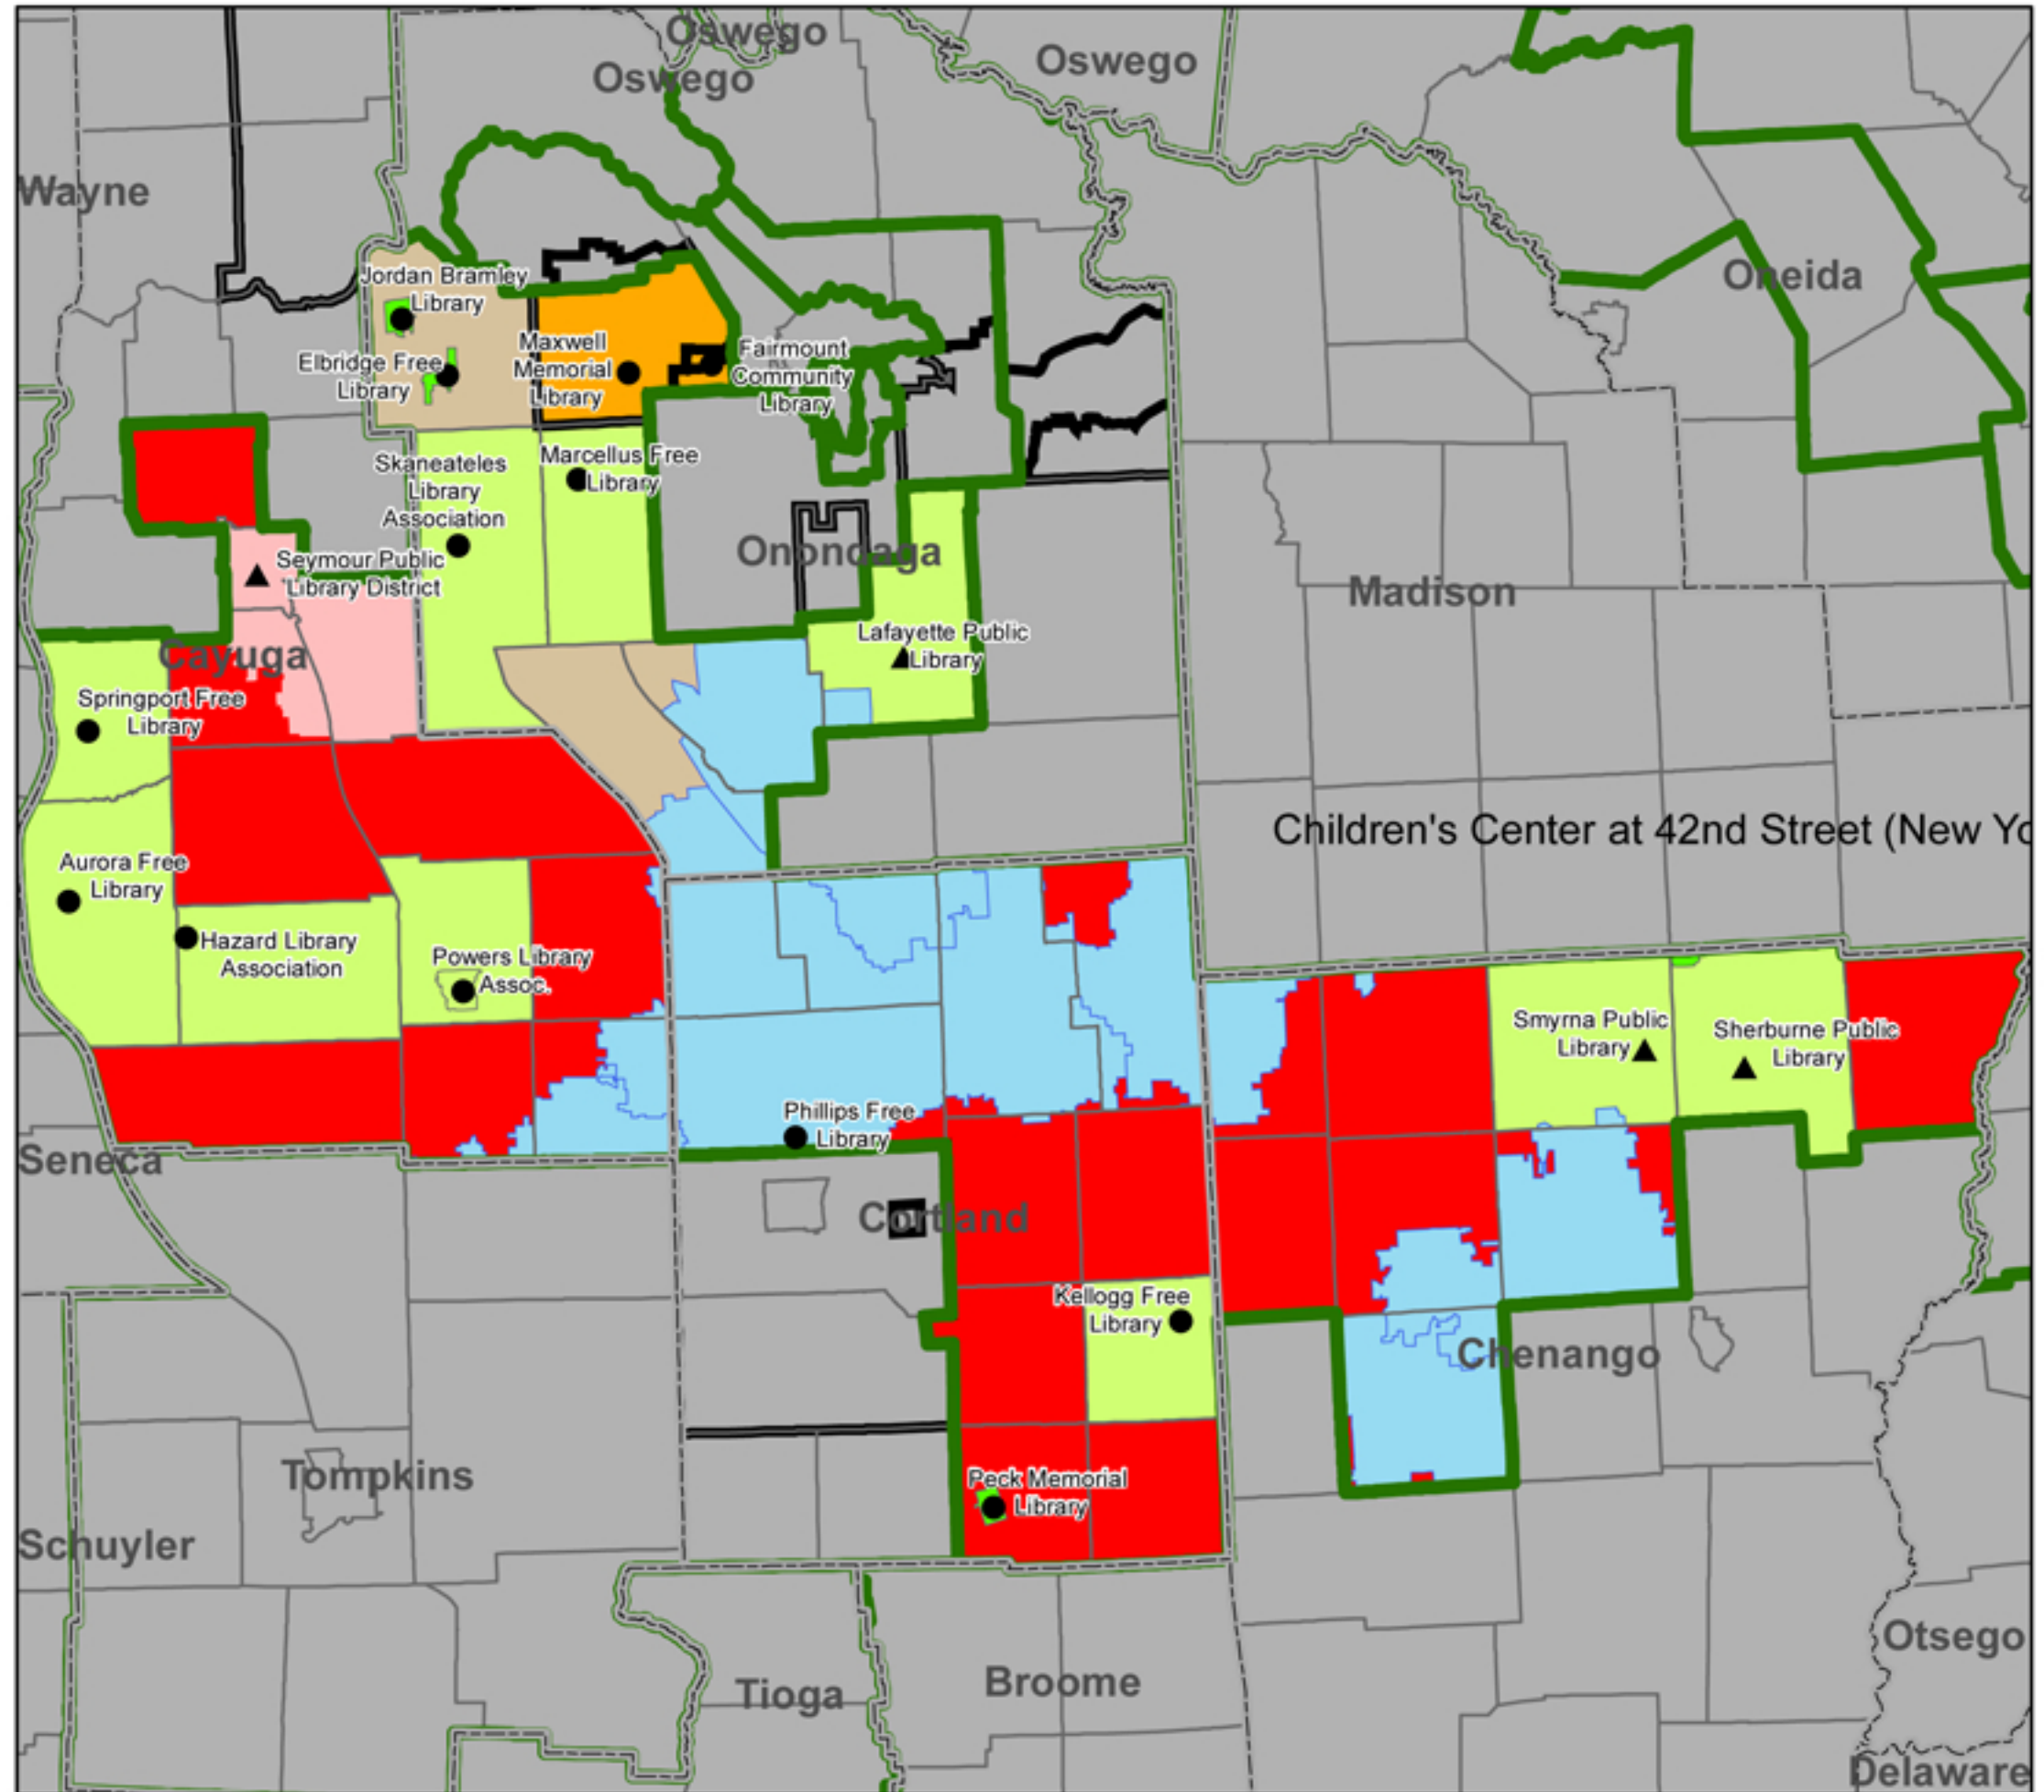 Oswego
Oswego
Oswego
Wayne
Oneida
Jordan Bramley
Library
Elbridge Free
Library
Maxwell
Memorial
Library
Fairmount
Community
Library
Skaneateles
Library
Association
Marcellus Free
Library
Onondaga
Seymour Public
Library District
Madison
Lafayette Public
Library
Cayuga
Springport Free
Library
Children's Center at 42nd Street (New Yo
Aurora Free
Library
Hazard Library
Association
Powers Library
Assoc.
Smyrna Public
Library
Sherburne Public
Library
Phillips Free
Library
Seneca
Cortland
Kellogg Free
Library
Chenango
Tompkins
Peck Memorial
Library
Schuyler
Otsego
Tioga
Broome
Delaware